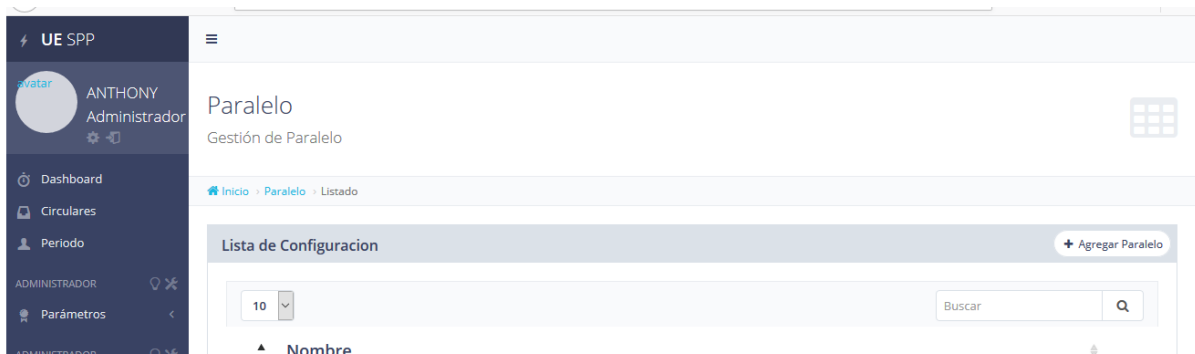 UE SPP
avatar
ANTHONY
Administrador
Dashboard
Circulares
Periodo
ADMINISTRADOR
Parámetros
ADMINISTRADOR
Paralelo
Gestión de Paralelo
Inicio > Paralelo > Listado
Lista de Configuracion
+ Agregar Paralelo
10
Buscar
Nombre